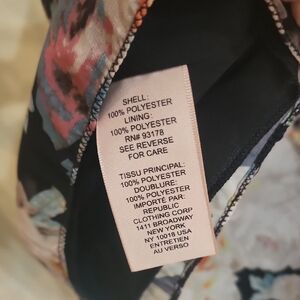 SHELL:
100% POLYESTER
LINING:
100% POLYESTER
RN# 93178
SEE REVERSE
FOR CARE
TISSU PRINCIPAL:
100% POLYESTER
DOUBLURE:
100% POLYESTER
IMPORTÉ PAR:
REPUBLIC
CLOTHING CORP
1411 BROADWAY
NEW YORK
NY 10018 USA
ENTRETIEN
AU VERSO